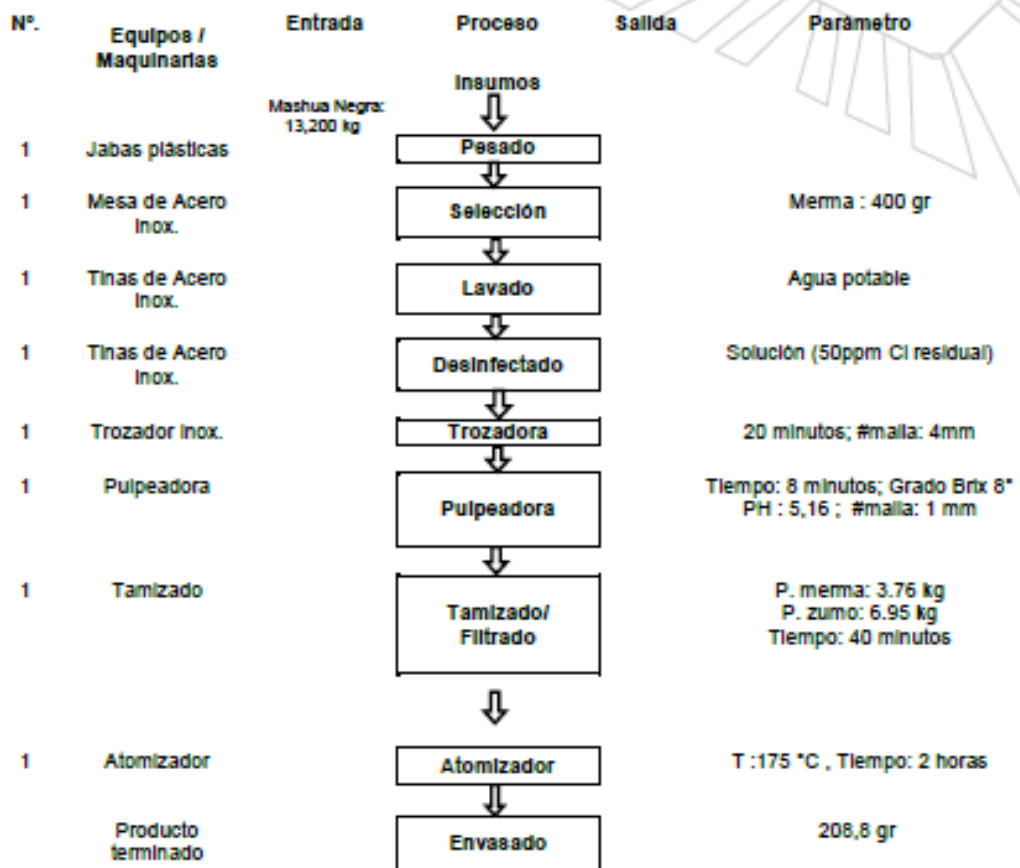 N°. Equipos / Maquinarias Entrada Proceso Salida Parámetro
Insumos
Mashua Negra:
13,200 kg
1 Jabas plásticas Pesado
1 Mesa de Acero Inox. Selección Merma : 400 gr
1 Tinas de Acero Inox. Lavado Agua potable
1 Tinas de Acero Inox. Desinfectado Solución (50ppm Cl residual)
1 Trozador Inox. Trozadora 20 minutos; #malla: 4mm
1 Pulpeadora Pulpeadora Tiempo: 8 minutos; Grado Brix 8°
PH : 5,16 ; #malla: 1 mm
1 Tamizado Tamizado/ Filtrado P. merma: 3.76 kg
P. zumo: 6.95 kg
Tiempo: 40 minutos
1 Atomizador Atomizador T :175 °C , Tiempo: 2 horas
Producto terminado Envasado 208,8 gr